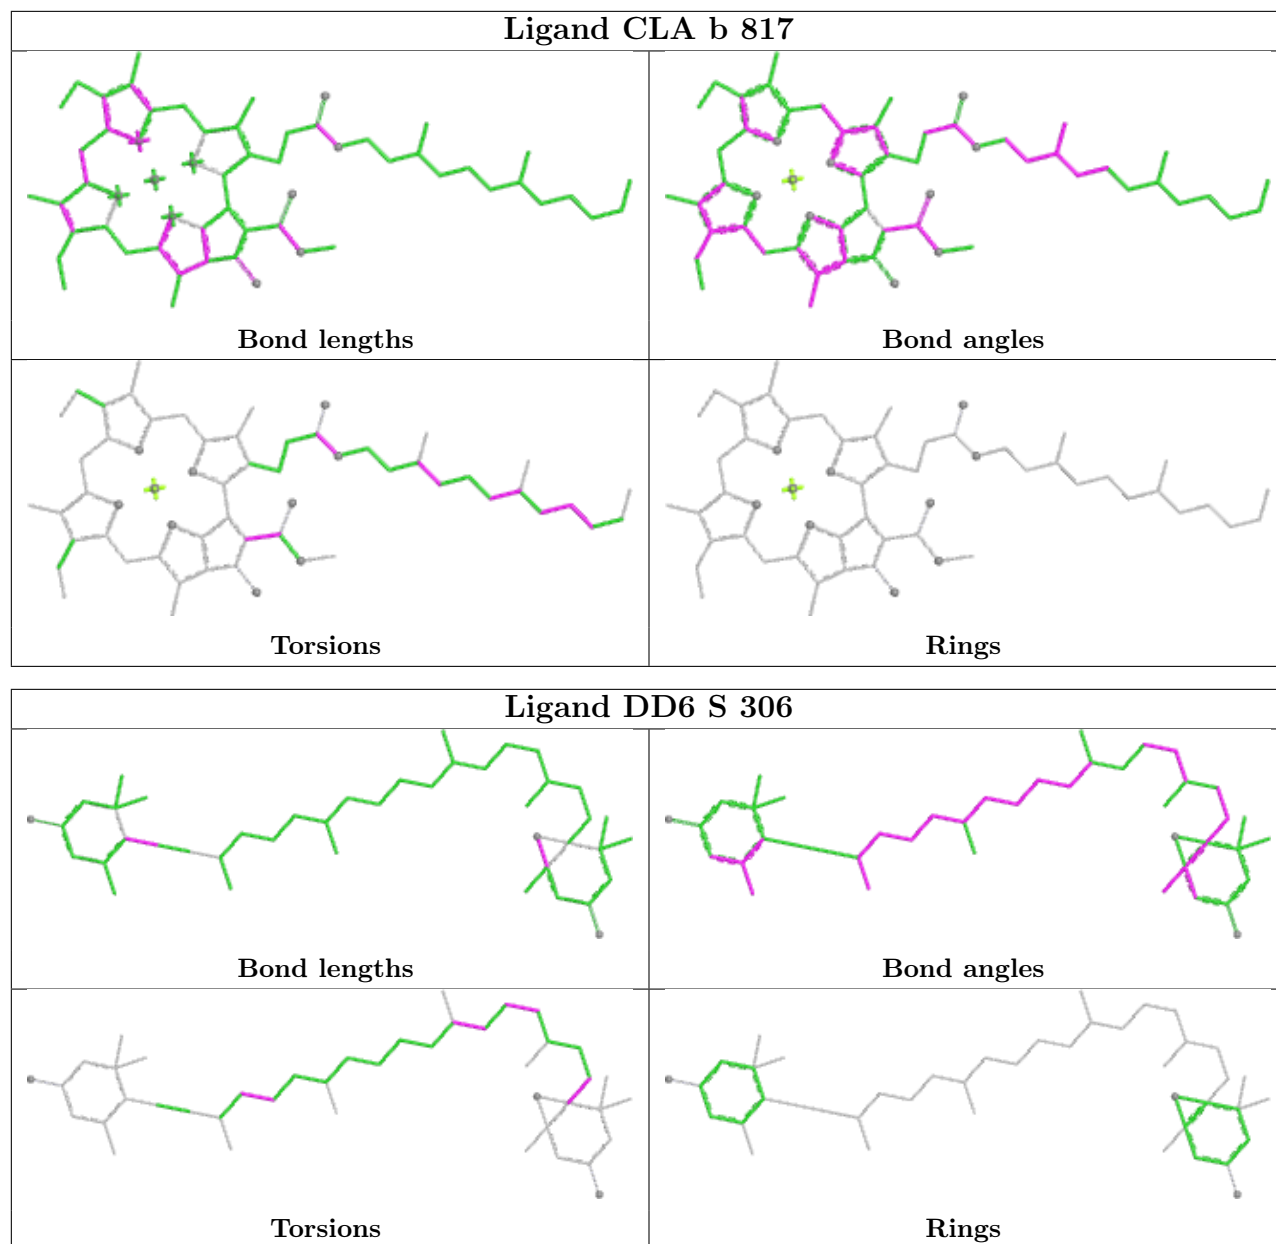 Ligand CLA b 817
Bond lengths
Bond angles
Torsions
Rings
Ligand DD6 S 306
Bond lengths
Bond angles
Torsions
Rings